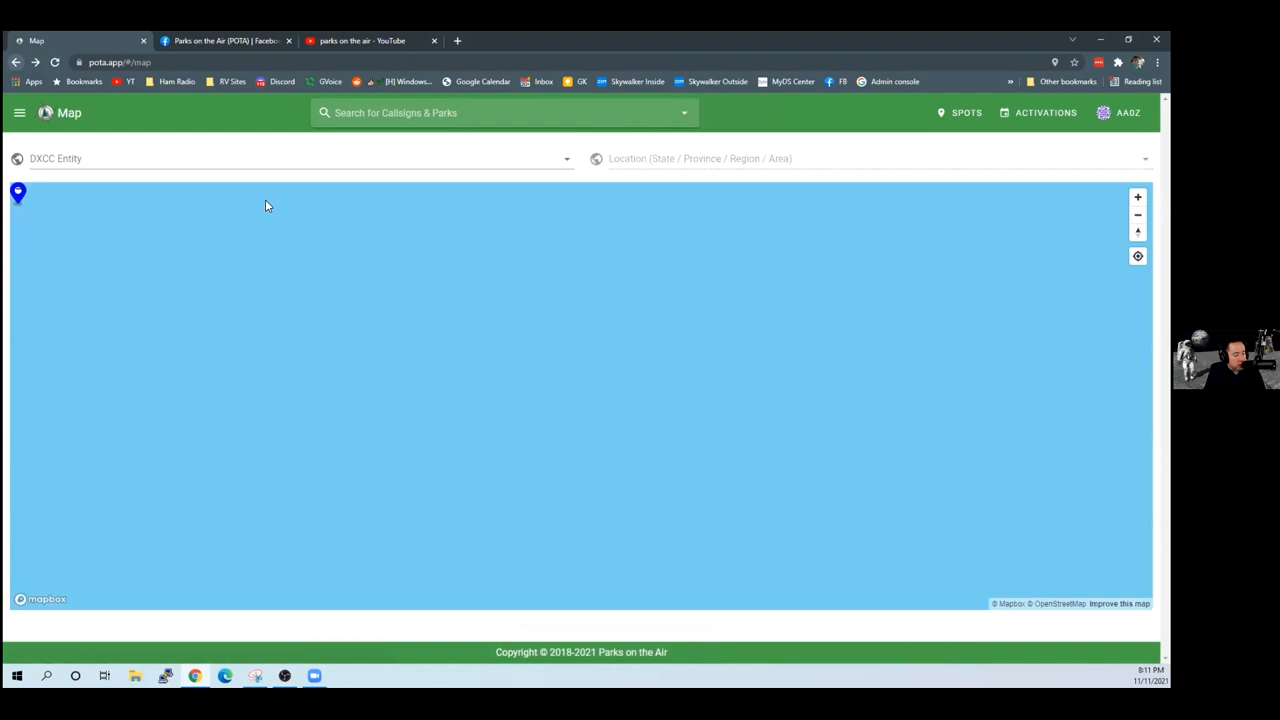 Map
Parks on the Air (POTA) | Facebo
parks on the air - YouTube
pota.app/#/map
Apps
Bookmarks
YT
Ham Radio
RV Sites
Discord
GVoice
[H] Windows...
Google Calendar
Inbox
GK
Skywalker Inside
Skywalker Outside
MyDS Center
FB
Admin console
»
Other bookmarks
Reading list
Map
Search for Callsigns & Parks
SPOTS
ACTIVATIONS
AA0Z
DXCC Entity
Location (State / Province / Region / Area)
mapbox
© Mapbox © OpenStreetMap Improve this map
Copyright © 2018-2021 Parks on the Air
8:11 PM
11/11/2021